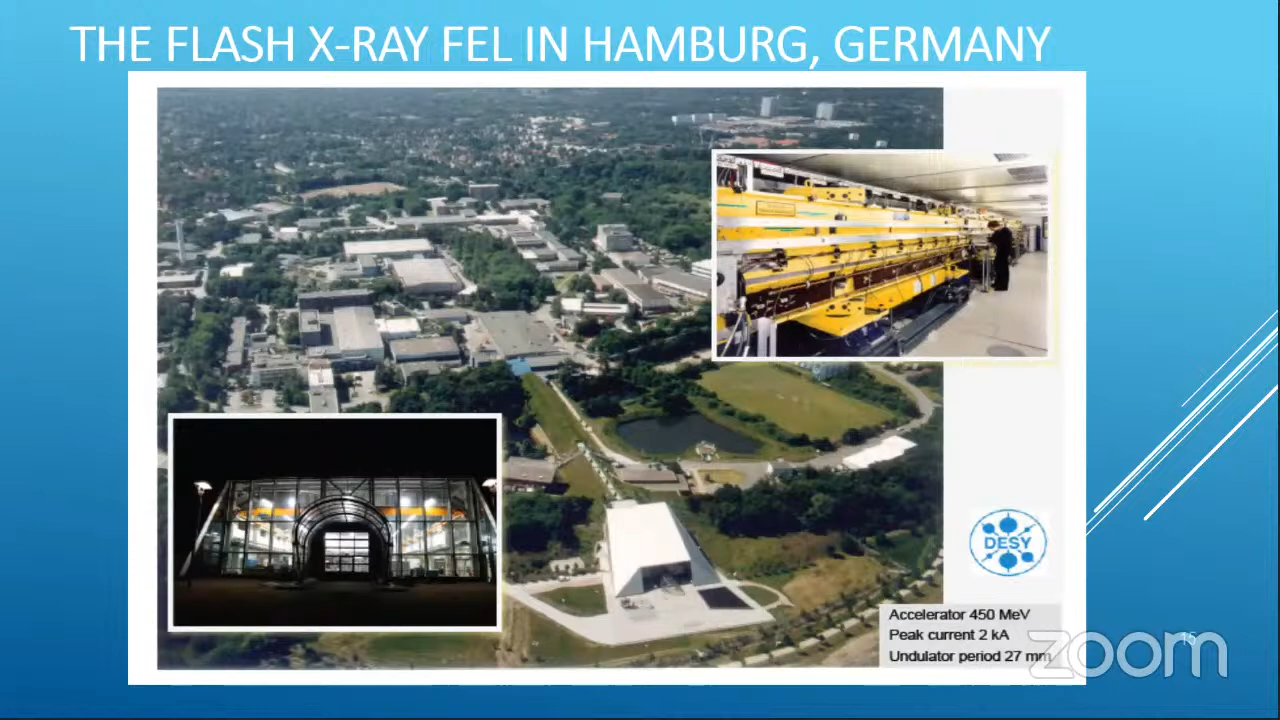 THE FLASH X-RAY FEL IN HAMBURG, GERMANY
DESY
Accelerator 450 MeV
Peak current 2 kA
Undulator period 27 mm
15
zoom